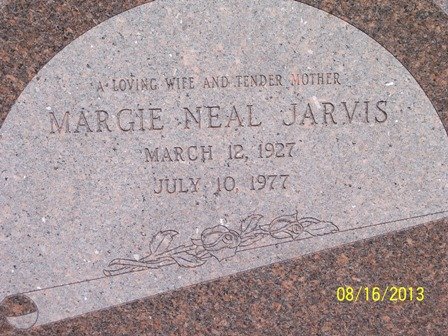 A LOVING WIFE AND TENDER MOTHER
MARGIE NEAL JARVIS
MARCH 12, 1927
JULY 10, 1977
08/16/2013